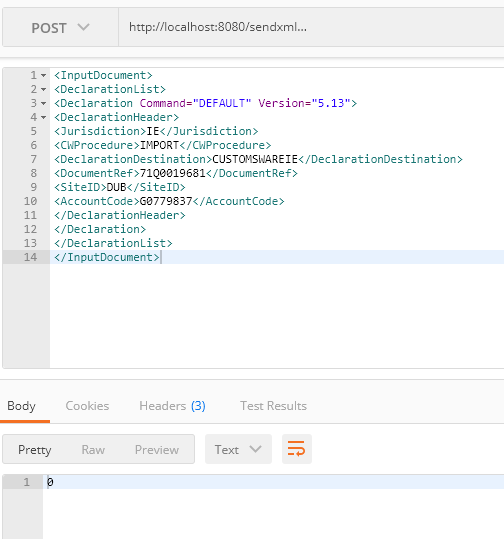 POST http://localhost:8080/sendxml...
1 <InputDocument>
2 <DeclarationList>
3 <Declaration Command="DEFAULT" Version="5.13">
4 <DeclarationHeader>
5 <Jurisdiction>IE</Jurisdiction>
6 <CWProcedure>IMPORT</CWProcedure>
7 <DeclarationDestination>CUSTOMSWAREIE</DeclarationDestination>
8 <DocumentRef>71Q0019681</DocumentRef>
9 <SiteID>DUB</SiteID>
10 <AccountCode>G0779837</AccountCode>
11 </DeclarationHeader>
12 </Declaration>
13 </DeclarationList>
14 </InputDocument>
Body Cookies Headers (3) Test Results
Pretty Raw Preview Text
1 0